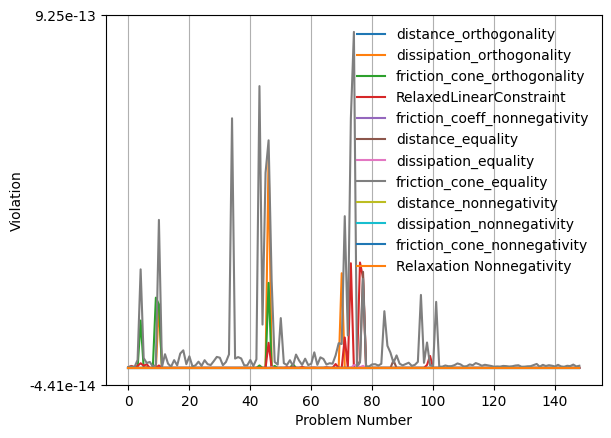 9.25e-13
distance_orthogonality
dissipation_orthogonality
friction_cone_orthogonality
RelaxedLinearConstraint
friction_coeff_nonnegativity
distance_equality
dissipation_equality
friction_cone_equality
distance_nonnegativity
dissipation_nonnegativity
friction_cone_nonnegativity
Relaxation Nonnegativity
Violation
-4.41e-14
0 20 40 60 80 100 120 140
Problem Number